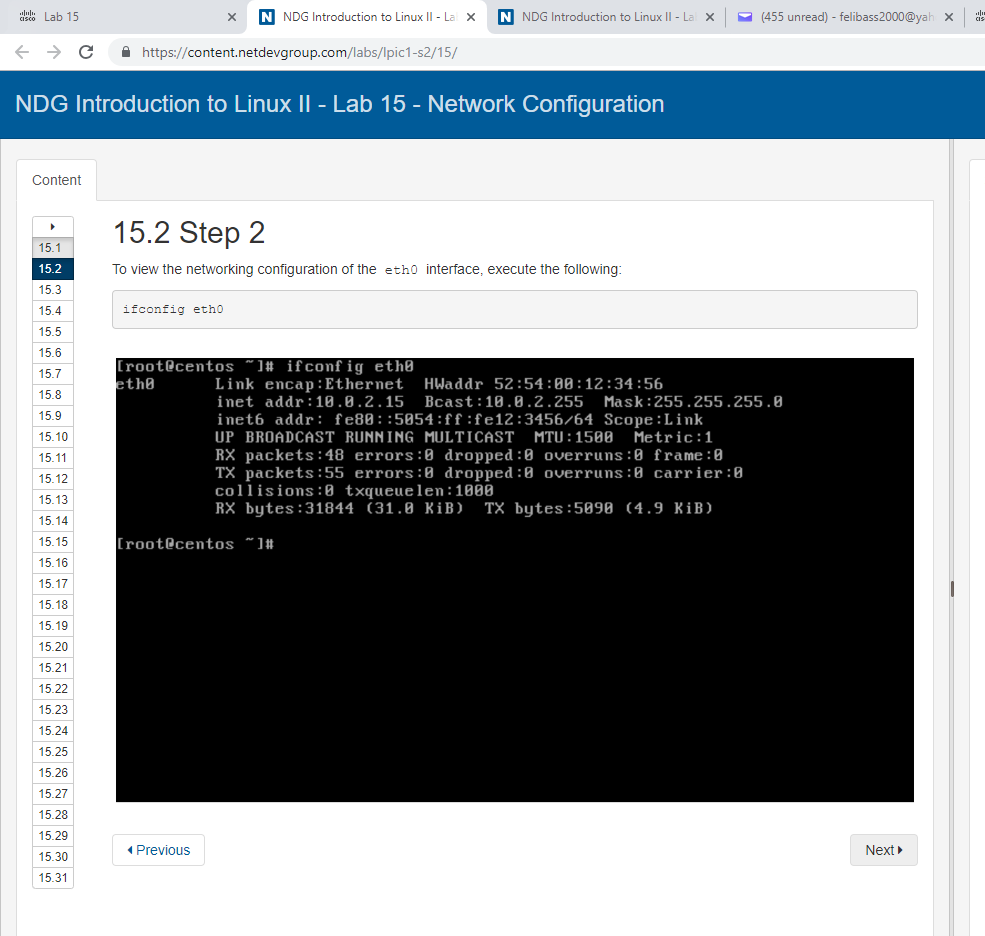 Lab 15
NDG Introduction to Linux II - La
NDG Introduction to Linux II - La
(455 unread) - felibass2000@yah
https://content.netdevgroup.com/labs/lpic1-s2/15/
NDG Introduction to Linux II - Lab 15 - Network Configuration
Content
15.1
15.2
15.3
15.4
15.5
15.6
15.7
15.8
15.9
15.10
15.11
15.12
15.13
15.14
15.15
15.16
15.17
15.18
15.19
15.20
15.21
15.22
15.23
15.24
15.25
15.26
15.27
15.28
15.29
15.30
15.31
15.2 Step 2
To view the networking configuration of the eth0 interface, execute the following:
ifconfig eth0
[root@centos ~]# ifconfig eth0
eth0 Link encap:Ethernet HWaddr 52:54:00:12:34:56
inet addr:10.0.2.15 Bcast:10.0.2.255 Mask:255.255.255.0
inet6 addr: fe80::5054:ff:fe12:3456/64 Scope:Link
UP BROADCAST RUNNING MULTICAST MTU:1500 Metric:1
RX packets:48 errors:0 dropped:0 overruns:0 frame:0
TX packets:55 errors:0 dropped:0 overruns:0 carrier:0
collisions:0 txqueuelen:1000
RX bytes:31844 (31.0 KiB) TX bytes:5090 (4.9 KiB)
[root@centos ~]#
Previous
Next